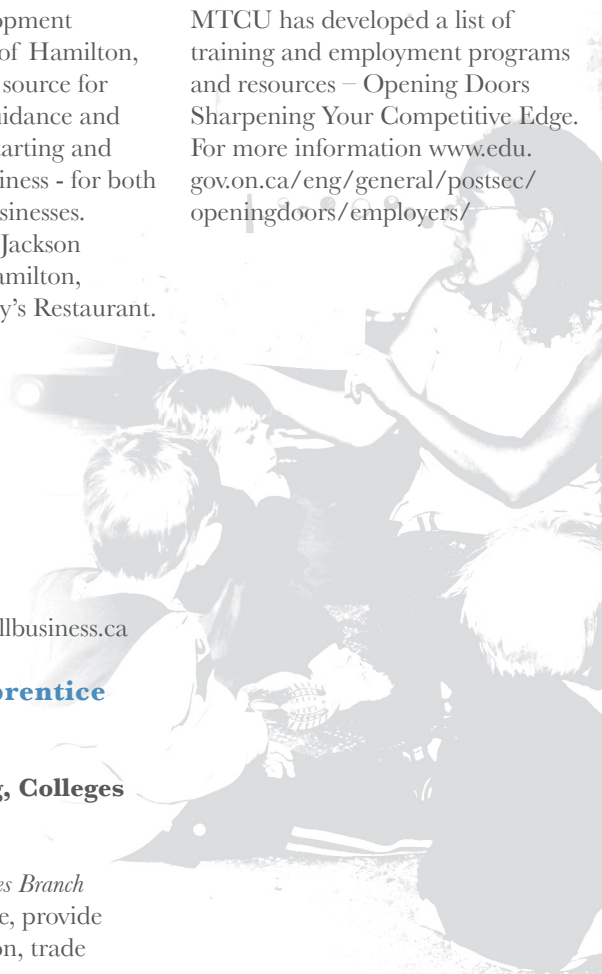 opment
of Hamilton,
source for
uidance and
tarting and
iness - for both
sinesses.
Jackson
amilton,
y's Restaurant.
llbusiness.ca
prentice
g, Colleges
es Branch
e, provide
on, trade
MTCU has developed a list of
training and employment programs
and resources – Opening Doors
Sharpening Your Competitive Edge.
For more information www.edu.
gov.on.ca/eng/general/postsec/
openingdoors/employers/